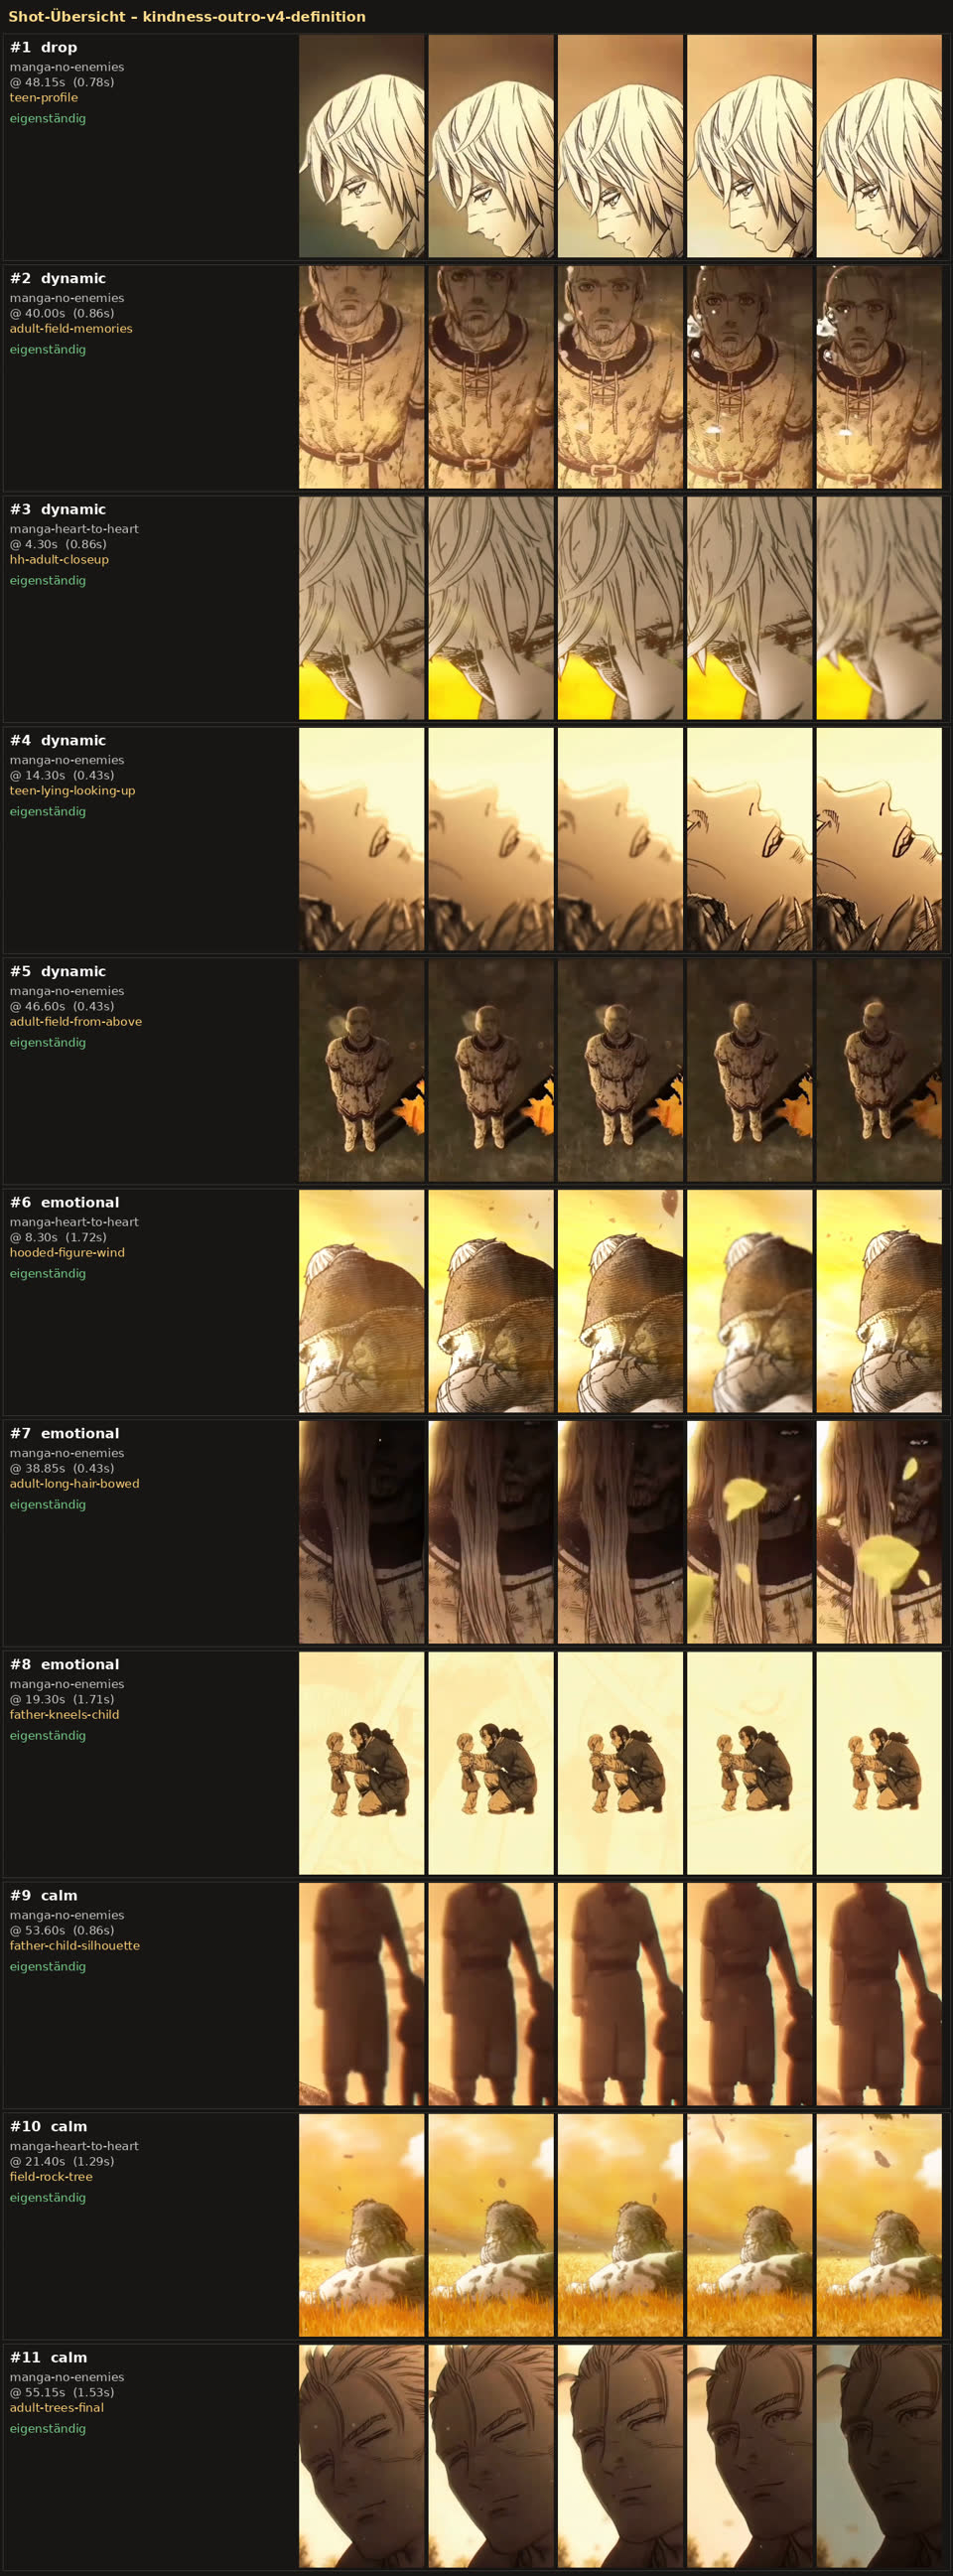 Shot-Übersicht – kindness-outro-v4-definition
#1 drop
manga-no-enemies
@ 48.15s (0.78s)
teen-profile
eigenständig
#2 dynamic
manga-no-enemies
@ 40.00s (0.86s)
adult-field-memories
eigenständig
#3 dynamic
manga-heart-to-heart
@ 4.30s (0.86s)
hh-adult-closeup
eigenständig
#4 dynamic
manga-no-enemies
@ 14.30s (0.43s)
teen-lying-looking-up
eigenständig
#5 dynamic
manga-no-enemies
@ 46.60s (0.43s)
adult-field-from-above
eigenständig
#6 emotional
manga-heart-to-heart
@ 8.30s (1.72s)
hooded-figure-wind
eigenständig
#7 emotional
manga-no-enemies
@ 38.85s (0.43s)
adult-long-hair-bowed
eigenständig
#8 emotional
manga-no-enemies
@ 19.30s (1.71s)
father-kneels-child
eigenständig
#9 calm
manga-no-enemies
@ 53.60s (0.86s)
father-child-silhouette
eigenständig
#10 calm
manga-heart-to-heart
@ 21.40s (1.29s)
field-rock-tree
eigenständig
#11 calm
manga-no-enemies
@ 55.15s (1.53s)
adult-trees-final
eigenständig